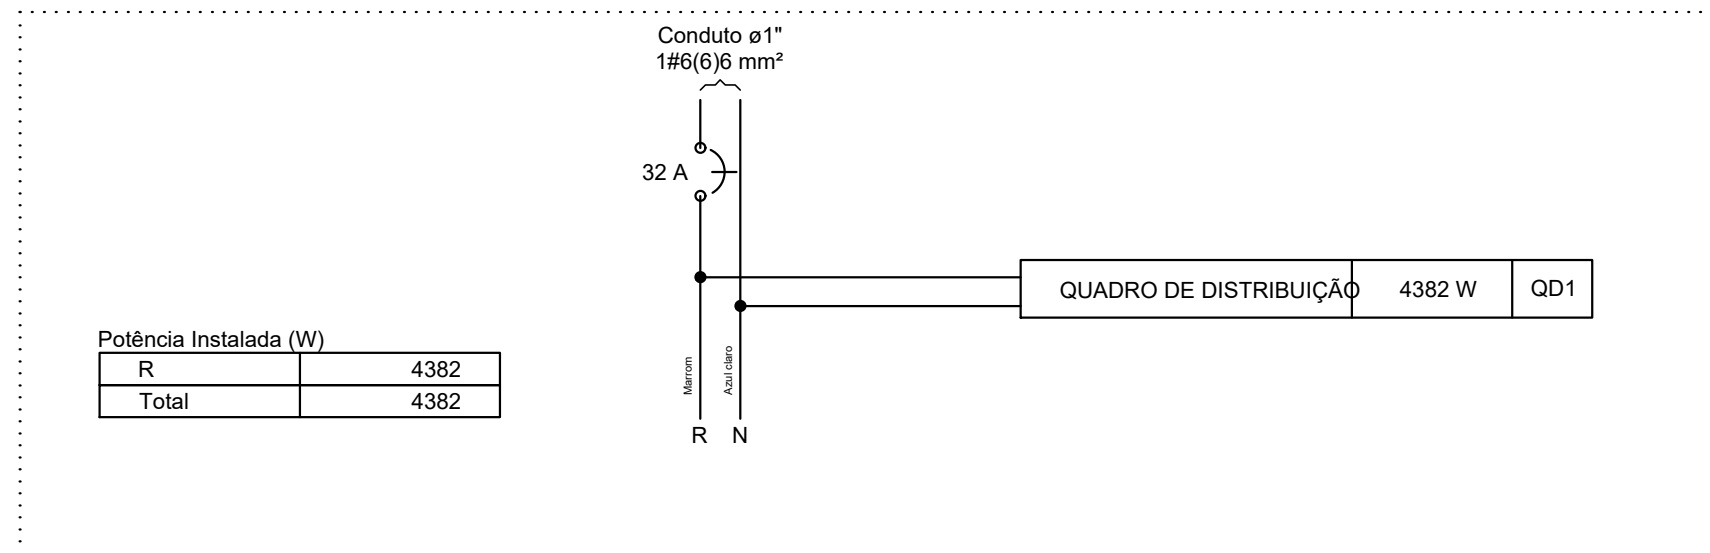 Conduto ø1"
1#6(6)6 mm²
32 A
QUADRO DE DISTRIBUIÇÃO 4382 W QD1
Potência Instalada (W)
R 4382
Total 4382
Marrom
Azul claro
R N